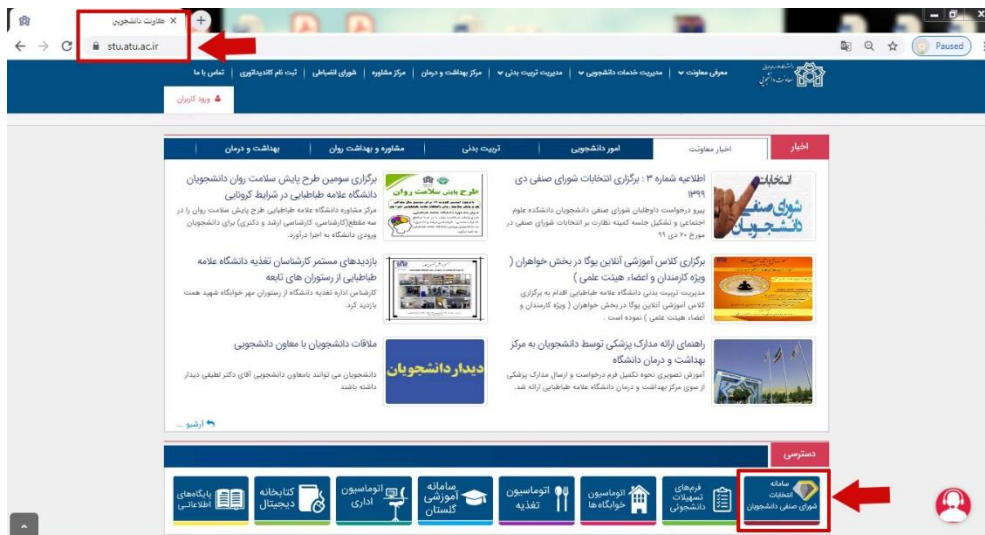 معاونت دانشجویی
stu.atu.ac.ir
Paused
معرفی معاونت | مدیریت خدمات دانشجویی | مدیریت تربیت بدنی | مرکز بهداشت و درمان | مرکز مشاوره | شورای انضباطی | ثبت نام کاندیداتوری | تماس با ما
ورود کاربران
اخبار
اخبار معاونت
امور دانشجویی
تربیت بدنی
مشاوره و بهداشت روان
بهداشت و درمان
انتخابات
شورای صنفی
دانشجویان
اطلاعیه شماره ۳ : برگزاری انتخابات شورای صنفی دی
۱۳۹۹
پیرو درخواست داوطلبان شورای صنفی دانشجویان دانشکده علوم
اجتماعی و تشکیل جلسه کمیته نظارت بر انتخابات شورای صنفی در
مورخ ۲۰ دی ۹۹
طرح پایش سلامت روان
برگزاری سومین طرح پایش سلامت روان دانشجویان
دانشگاه علامه طباطبایی در شرایط کرونایی
مرکز مشاوره دانشگاه علامه طباطبایی طرح پایش سلامت روان را در
سه مقطع(کارشناسی، کارشناسی ارشد و دکتری) برای دانشجویان
ورودی دانشگاه به اجرا درآورد.
برگزاری کلاس آموزشی آنلاین یوگا در بخش خواهران (
ویژه کارمندان و اعضاء هیئت علمی )
مدیریت تربیت بدنی دانشگاه علامه طباطبایی اقدام به برگزاری
کلاس آموزشی آنلاین یوگا در بخش خواهران ( ویژه کارمندان و
اعضاء هیئت علمی ) نموده است .
بازدیدهای مستمر کارشناسان تغذیه دانشگاه علامه
طباطبایی از رستوران های تابعه
کارشناس اداره تغذیه دانشگاه از رستوران مهر خوابگاه شهید همت
بازدید کرد.
راهنمای ارائه مدارک پزشکی توسط دانشجویان به مرکز
بهداشت و درمان دانشگاه
آموزش تصویری نحوه تکمیل فرم درخواست و ارسال مدارک پزشکی
از سوی مرکز بهداشت و درمان دانشگاه علامه طباطبایی ارائه شد.
دیدار دانشجویان
ملاقات دانشجویان با معاون دانشجویی
دانشجویان می توانند بامعاون دانشجویی آقای دکتر لطیفی دیدار
داشته باشند
آرشیو ...
دسترسی
سامانه
انتخابات
شورای صنفی دانشجویان
فرم‌های
تسهیلات
دانشجوئی
اتوماسیون
خوابگاه ها
اتوماسیون
تغذیه
سامانه
آموزشی
گلستان
اتوماسیون
اداری
کتابخانه
دیجیتال
پایگاه‌های
اطلاعاتی